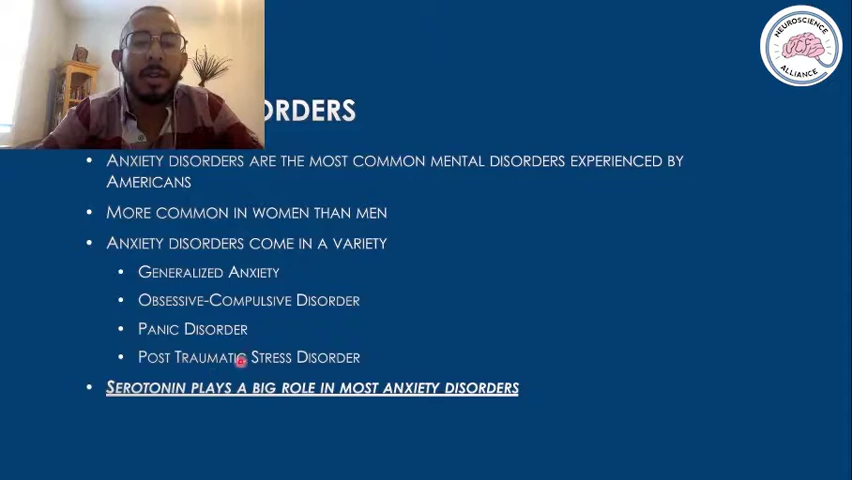 NEUROSCIENCE
UCF
ALLIANCE
ORDERS
• ANXIETY DISORDERS ARE THE MOST COMMON MENTAL DISORDERS EXPERIENCED BY
AMERICANS
• MORE COMMON IN WOMEN THAN MEN
• ANXIETY DISORDERS COME IN A VARIETY
• GENERALIZED ANXIETY
• OBSESSIVE-COMPULSIVE DISORDER
• PANIC DISORDER
• POST TRAUMATIC STRESS DISORDER
• SEROTONIN PLAYS A BIG ROLE IN MOST ANXIETY DISORDERS